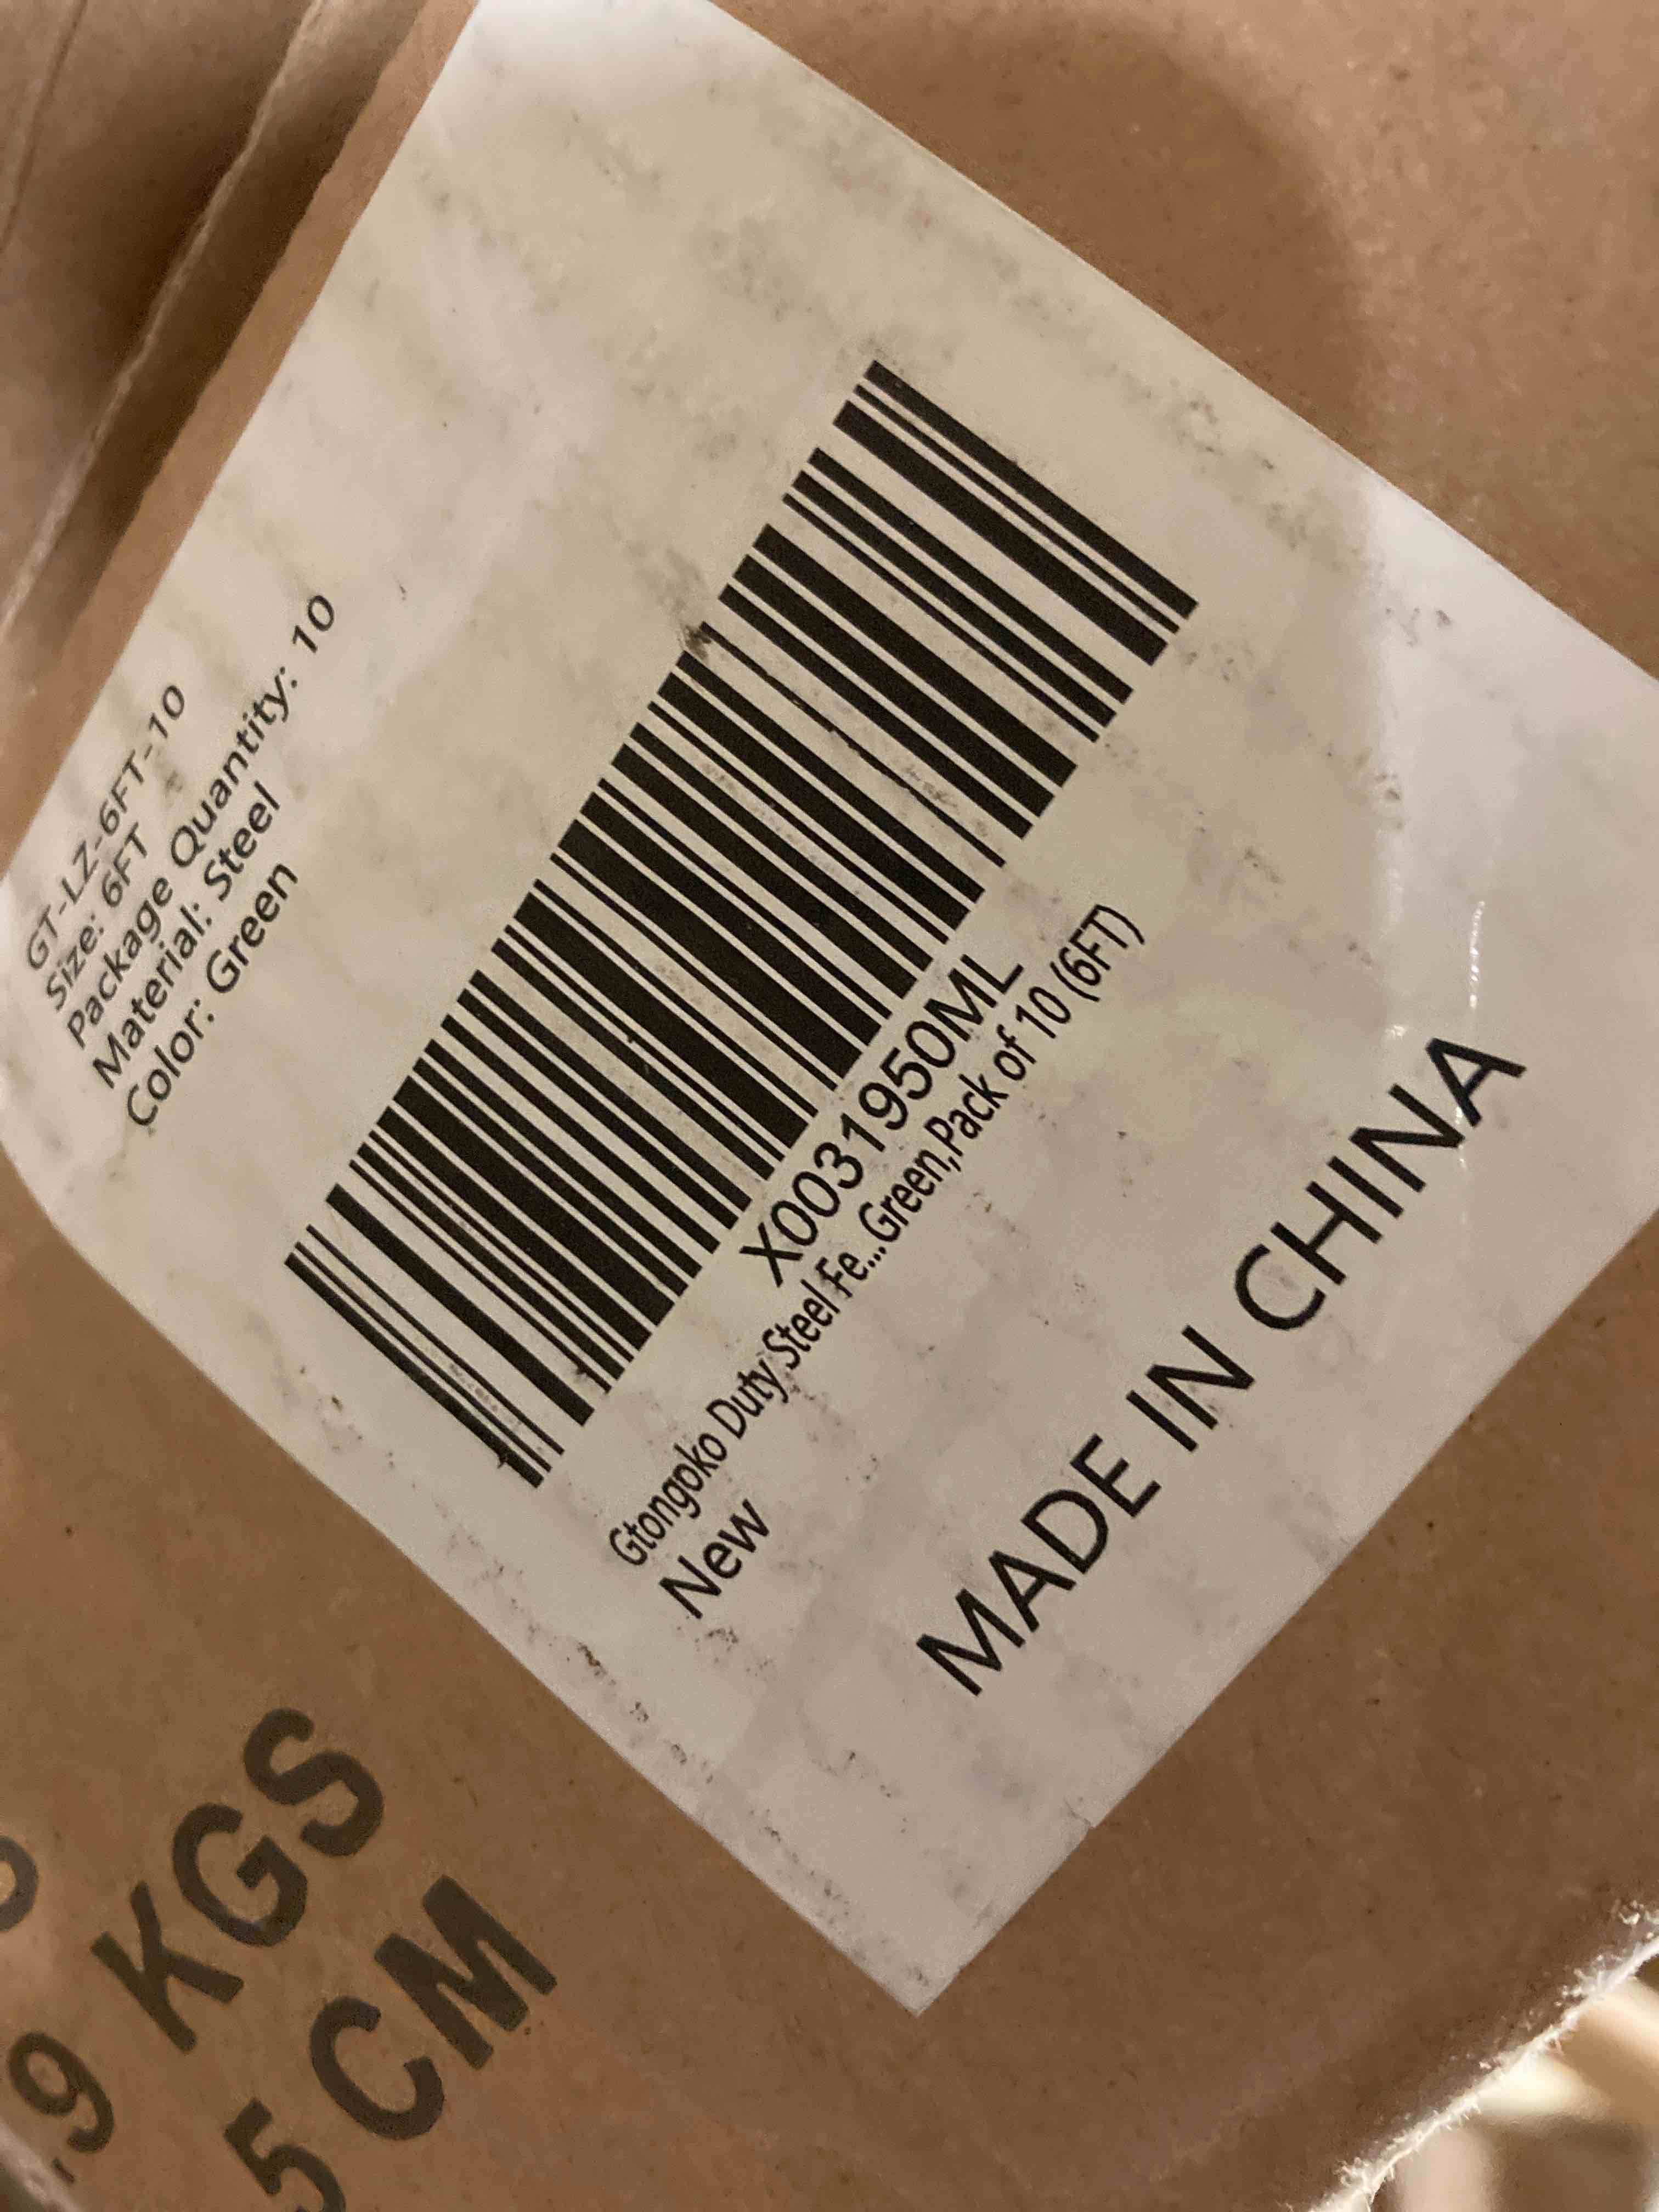 GT-LZ-6FT-10
Size: 6FT
Package Quantity: 10
Material: Steel
Color: Green
X0031950ML
Gtongoko Duty Steel Fe...Green,Pack of 10 (6FT)
New
MADE IN CHINA
9 KGS
5 CM